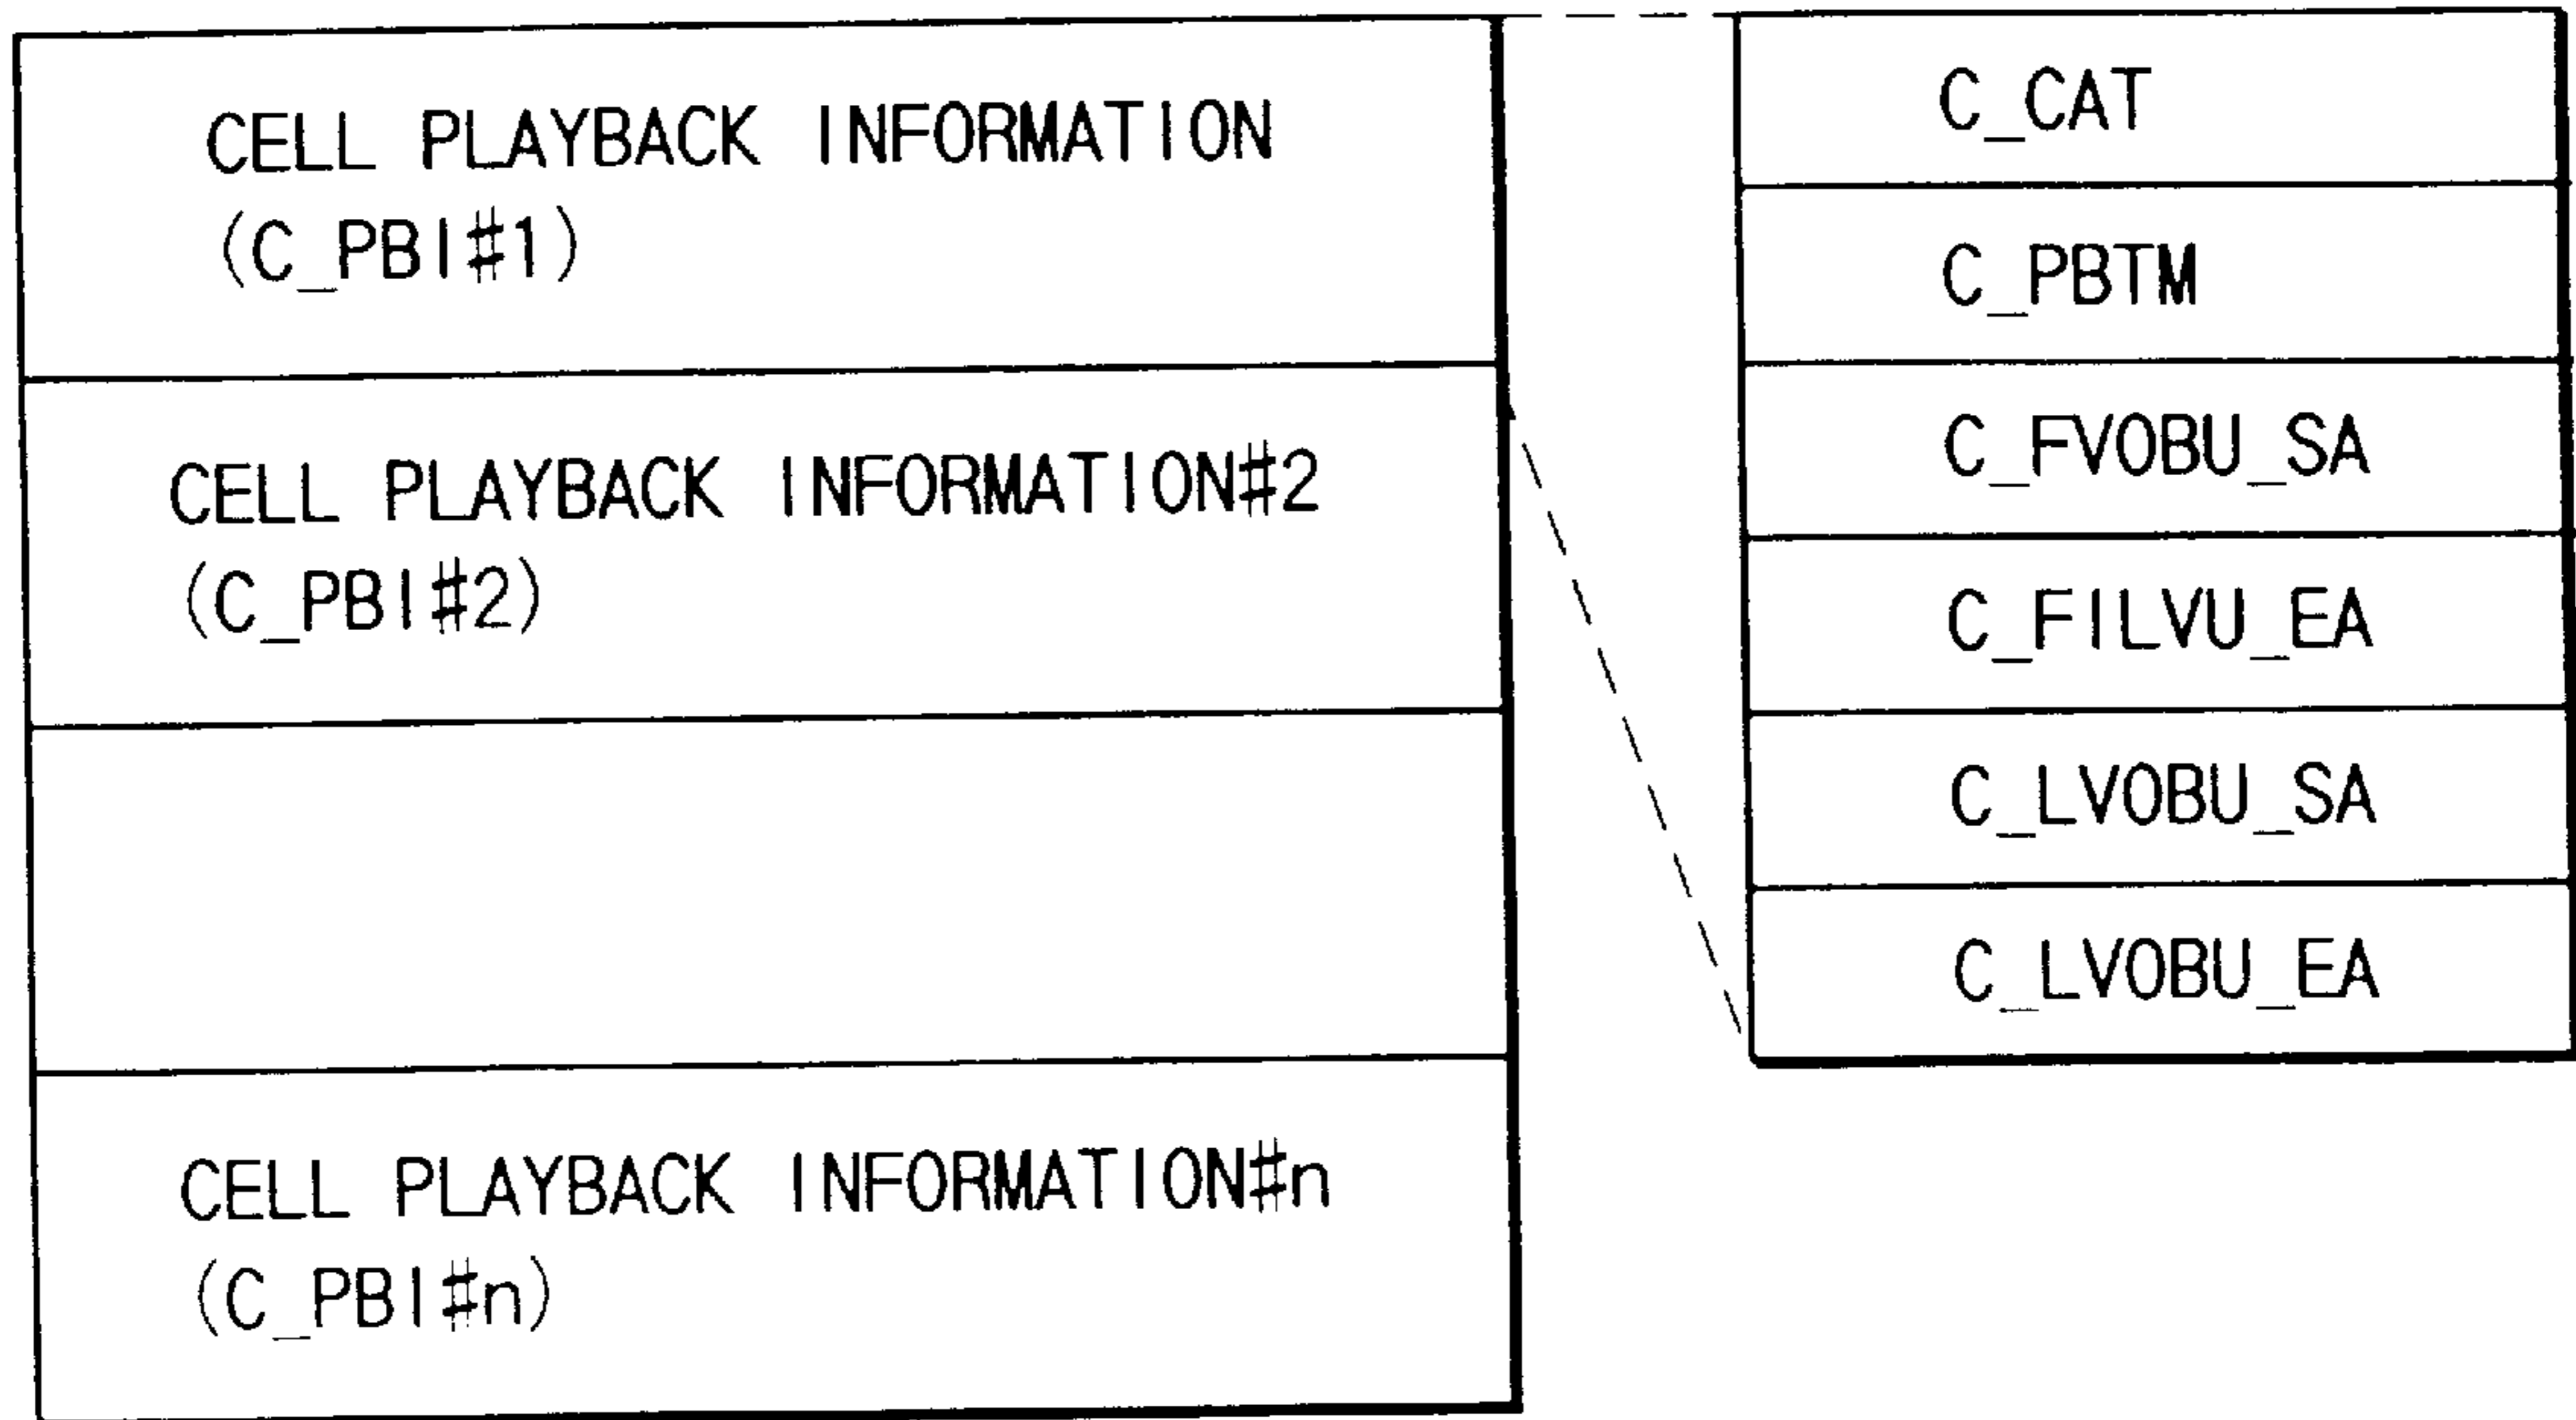 CELL PLAYBACK INFORMATION
(C_PBI#1)
CELL PLAYBACK INFORMATION#2
(C_PBI#2)
CELL PLAYBACK INFORMATION#n
(C_PBI#n)
C_CAT
C_PBTM
C_FVOBU_SA
C_FILVU_EA
C_LVOBU_SA
C_LVOBU_EA